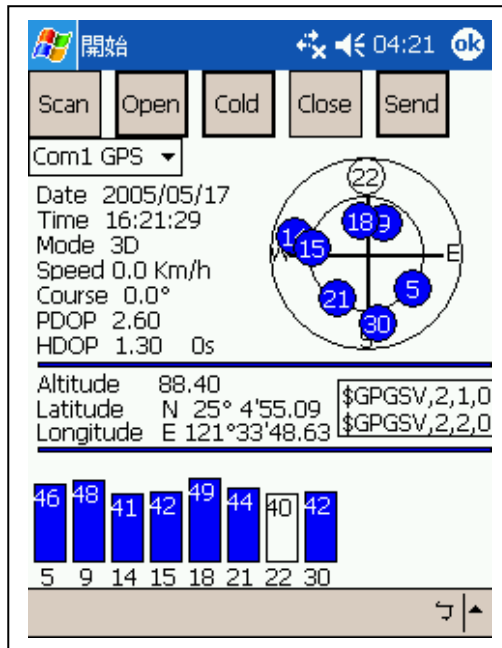 開始 04:21 ok
Scan Open Cold Close Send
Com1 GPS
Date 2005/05/17
Time 16:21:29
Mode 3D
Speed 0.0 Km/h
Course 0.0°
PDOP 2.60
HDOP 1.30 0s
22
18 9
14 15 E
21 5
30
S
Altitude 88.40
Latitude N 25° 4'55.09
Longitude E 121°33'48.63
$GPGSV,2,1,0
$GPGSV,2,2,0
46 48 41 42 49 44 40 42
5 9 14 15 18 21 22 30
ㄅ